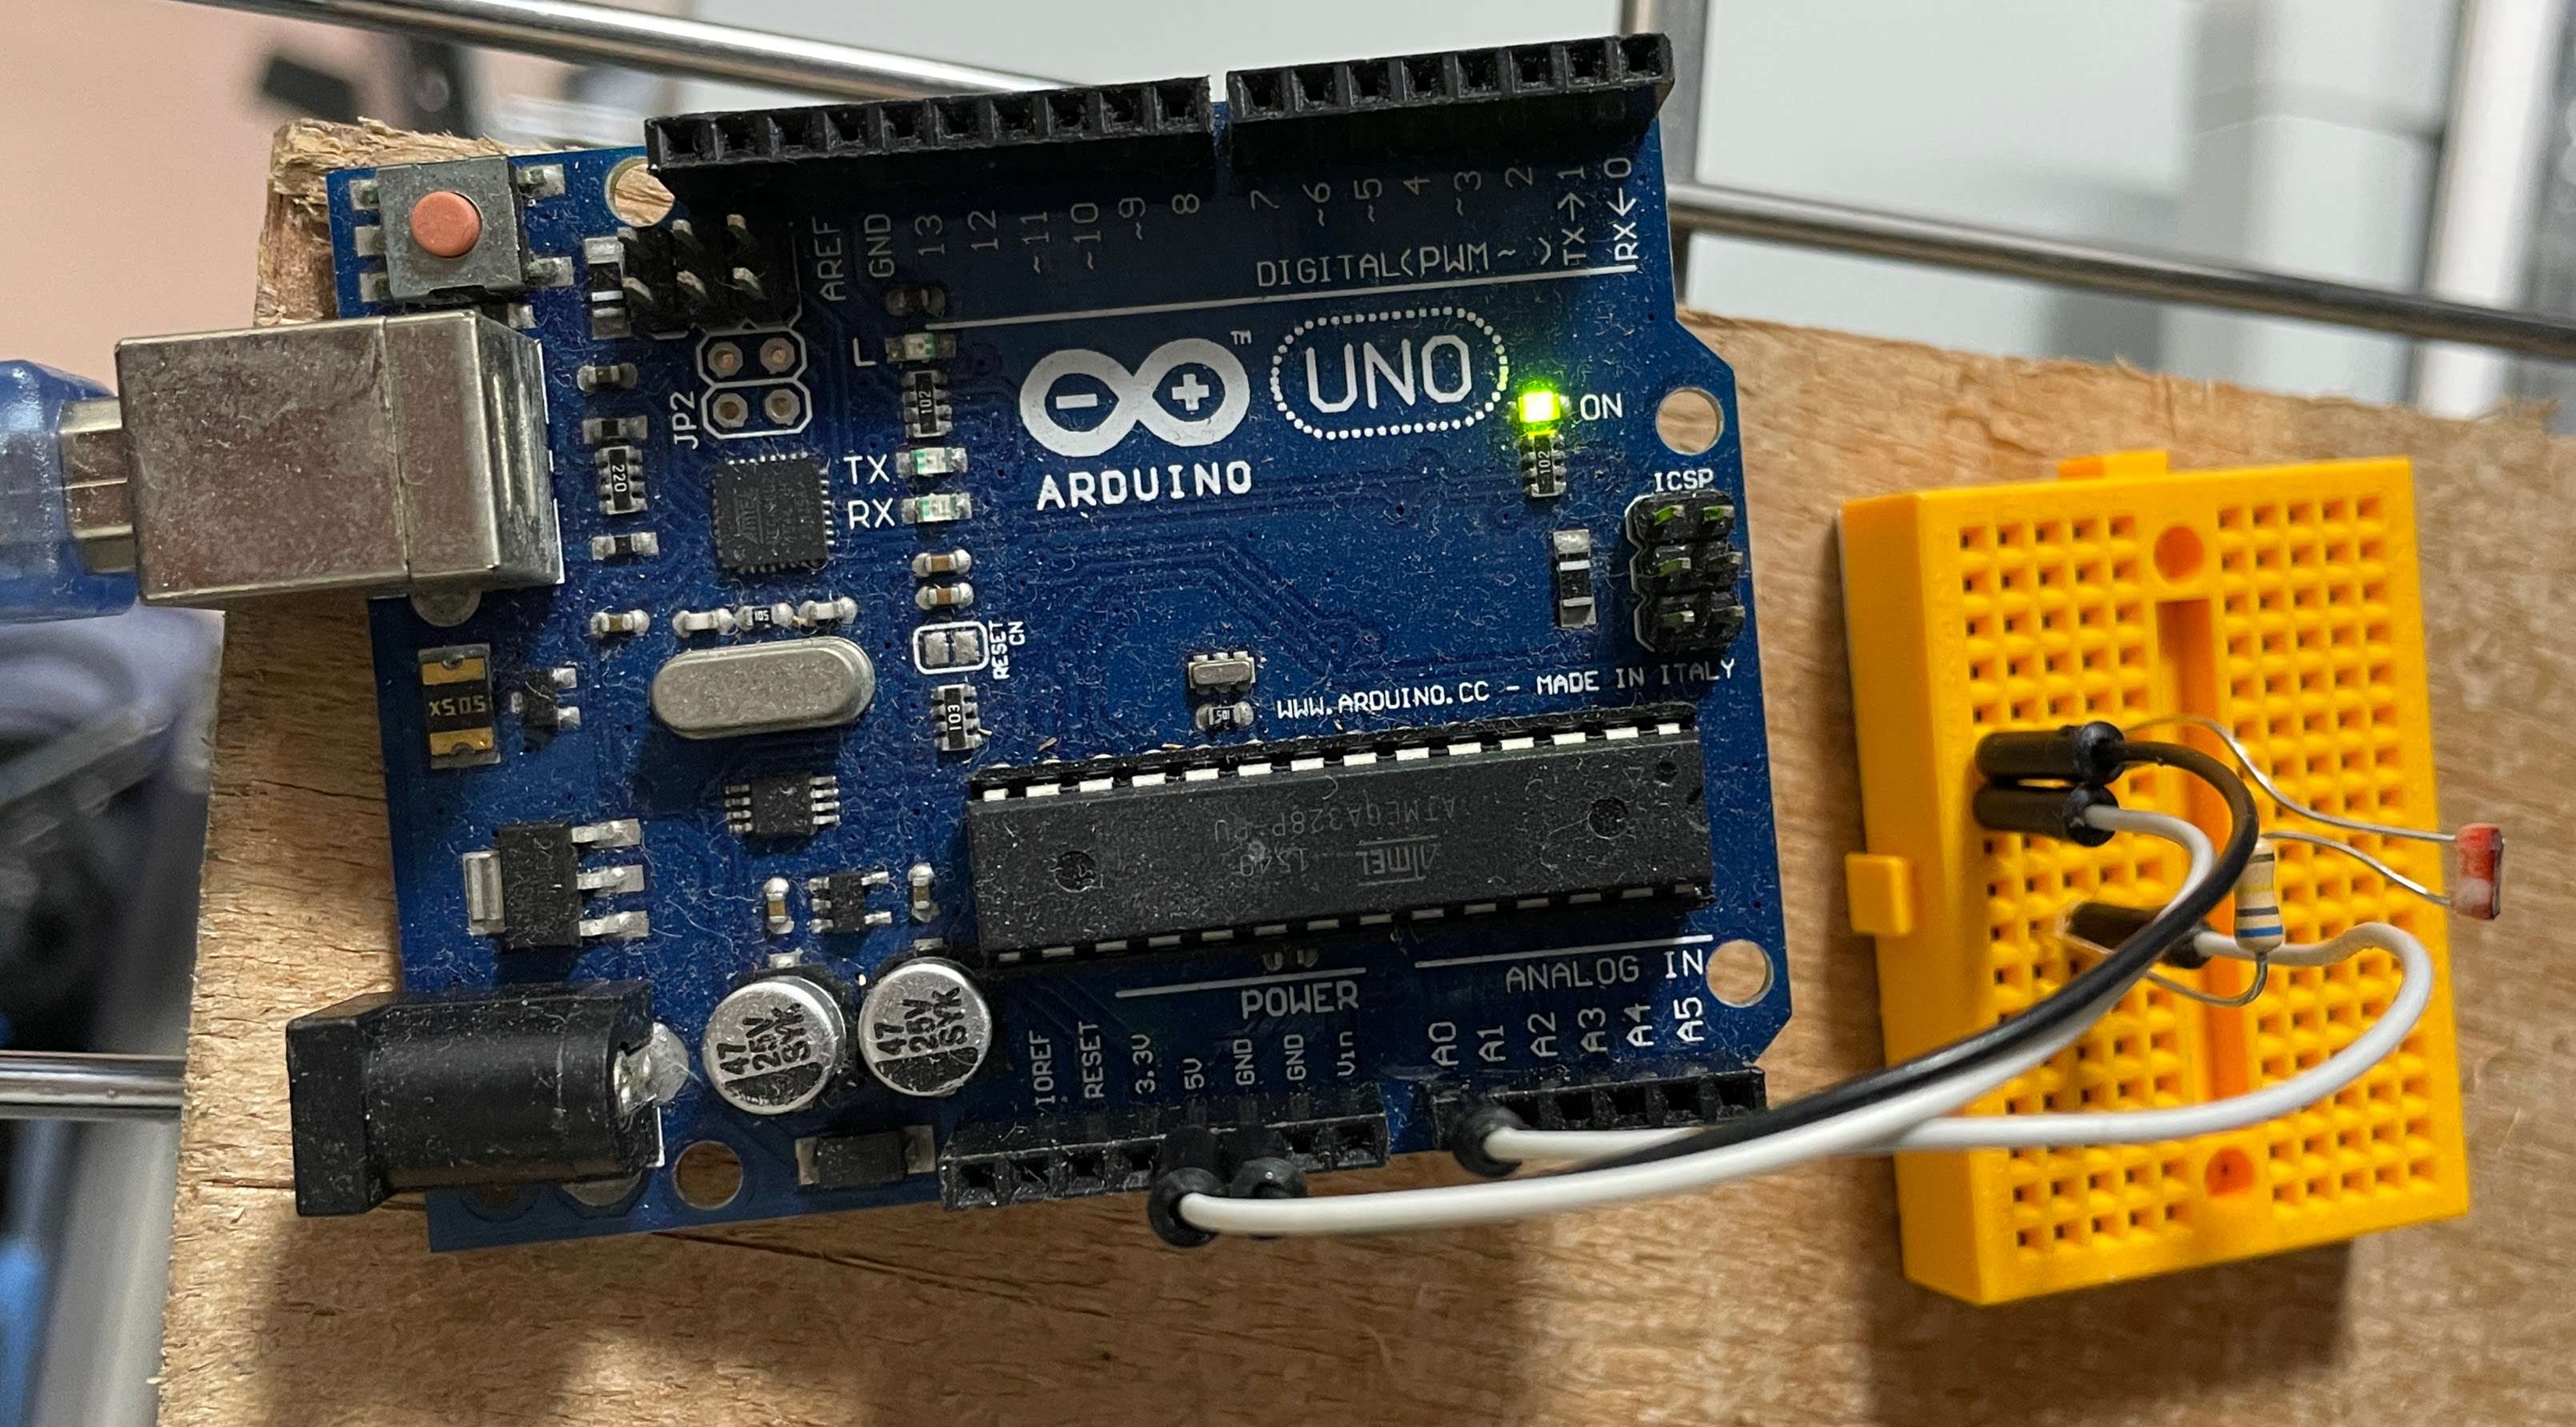 AREF
GND
13
12
~11
~10
~9
8
7
~6
~5
4
~3
2
TX→1
RX←0
DIGITAL(PWM~ )
L
102
JP2
TM
UNO
ON
102
ICSP
220
TX
RX
ARDUINO
105
RESET
CN
103
WWW.ARDUINO.CC - MADE IN ITALY
501
X505
ATMEGA328P-PU
ATMEL 1549
POWER
ANALOG IN
47
25V
SYK
47
25V
SYK
IOREF
RESET
3.3V
5V
GND
GND
Vin
A0
A1
A2
A3
A4
A5